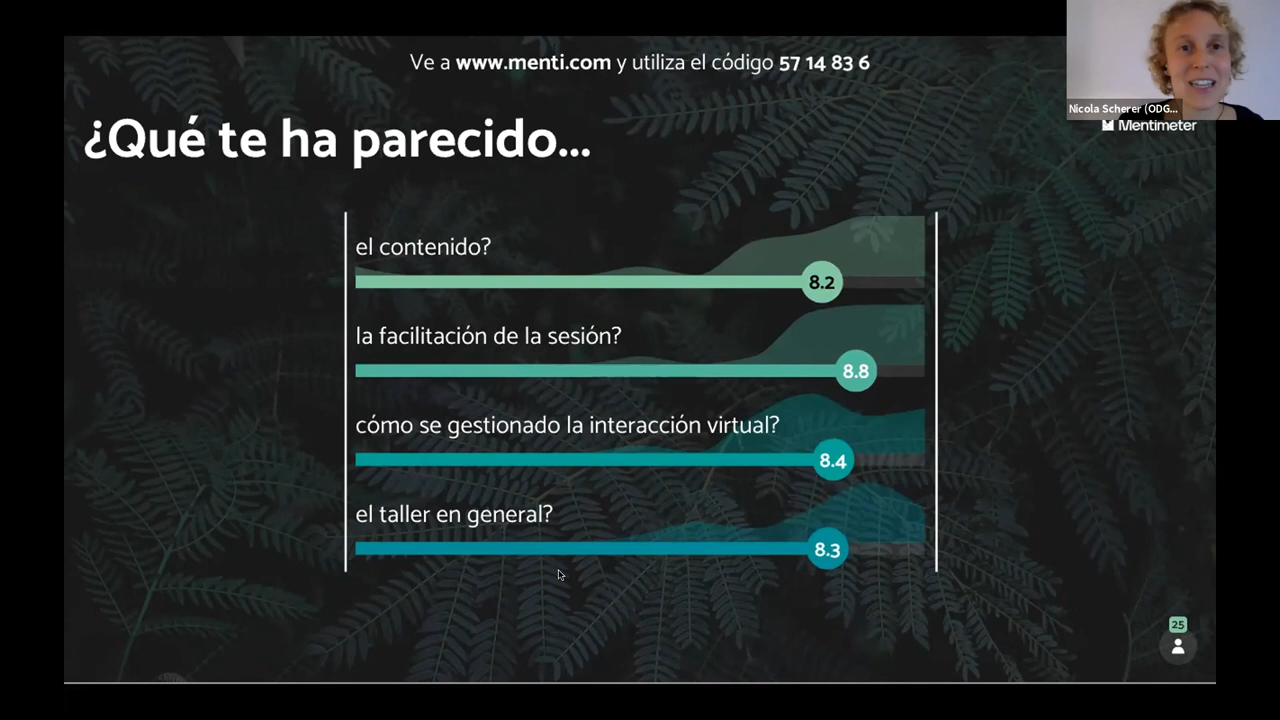 Ve a www.menti.com y utiliza el código 57 14 83 6
Nicola Scherer (ODG...
Mentimeter
¿Qué te ha parecido...
el contenido?
8.2
la facilitación de la sesión?
8.8
cómo se gestionado la interacción virtual?
8.4
el taller en general?
8.3
25